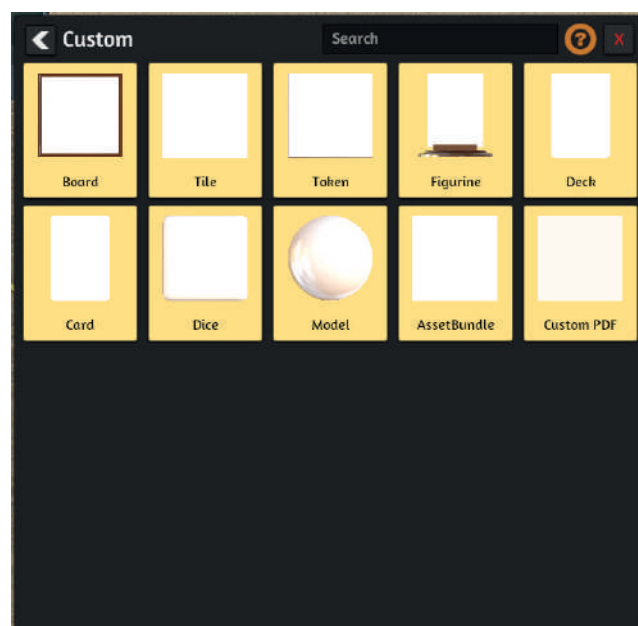 Custom
Search
?
X
Board
Tile
Token
Figurine
Deck
Card
Dice
Model
AssetBundle
Custom PDF